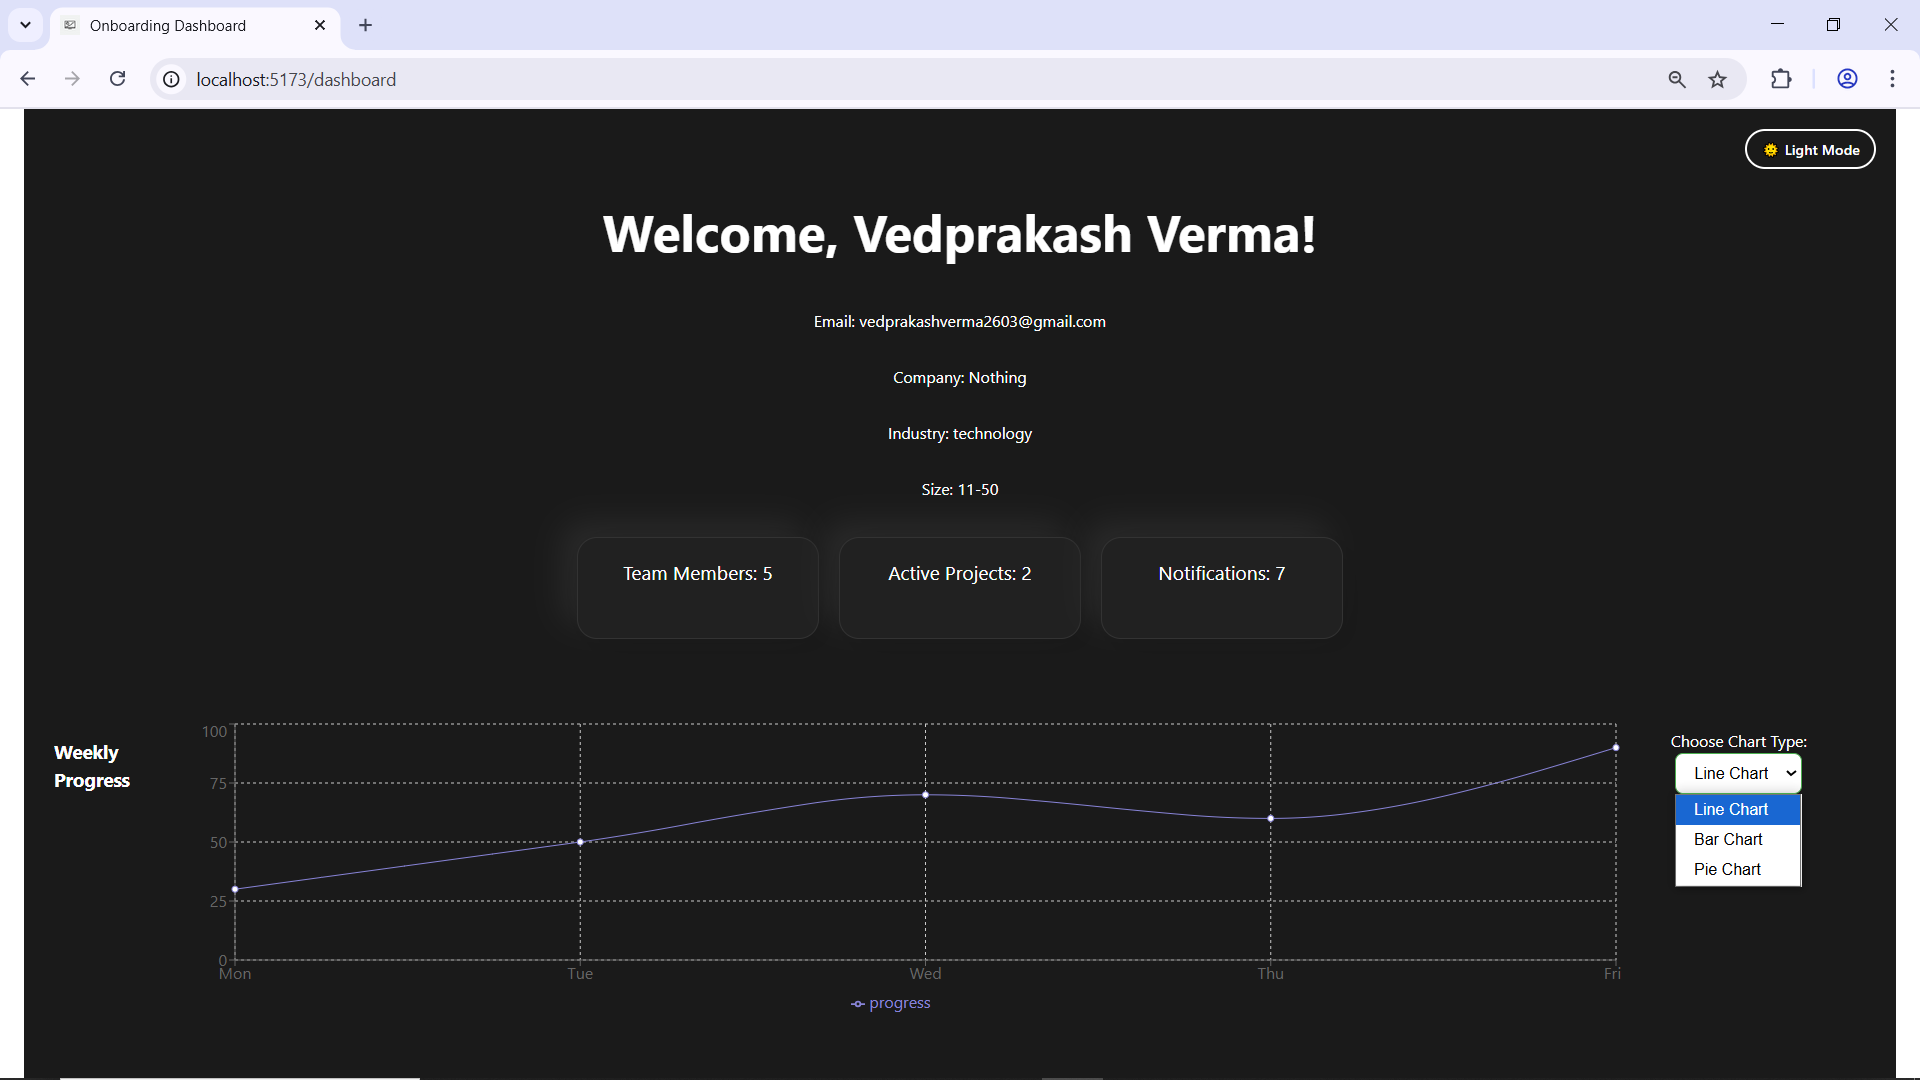 Onboarding Dashboard
localhost:5173/dashboard
Light Mode
Welcome, Vedprakash Verma!
Email: vedprakashverma2603@gmail.com
Company: Nothing
Industry: technology
Size: 11-50
Team Members: 5
Active Projects: 2
Notifications: 7
Weekly
Progress
100
75
50
25
0
Mon
Tue
Wed
Thu
Fri
progress
Choose Chart Type:
Line Chart
Line Chart
Bar Chart
Pie Chart